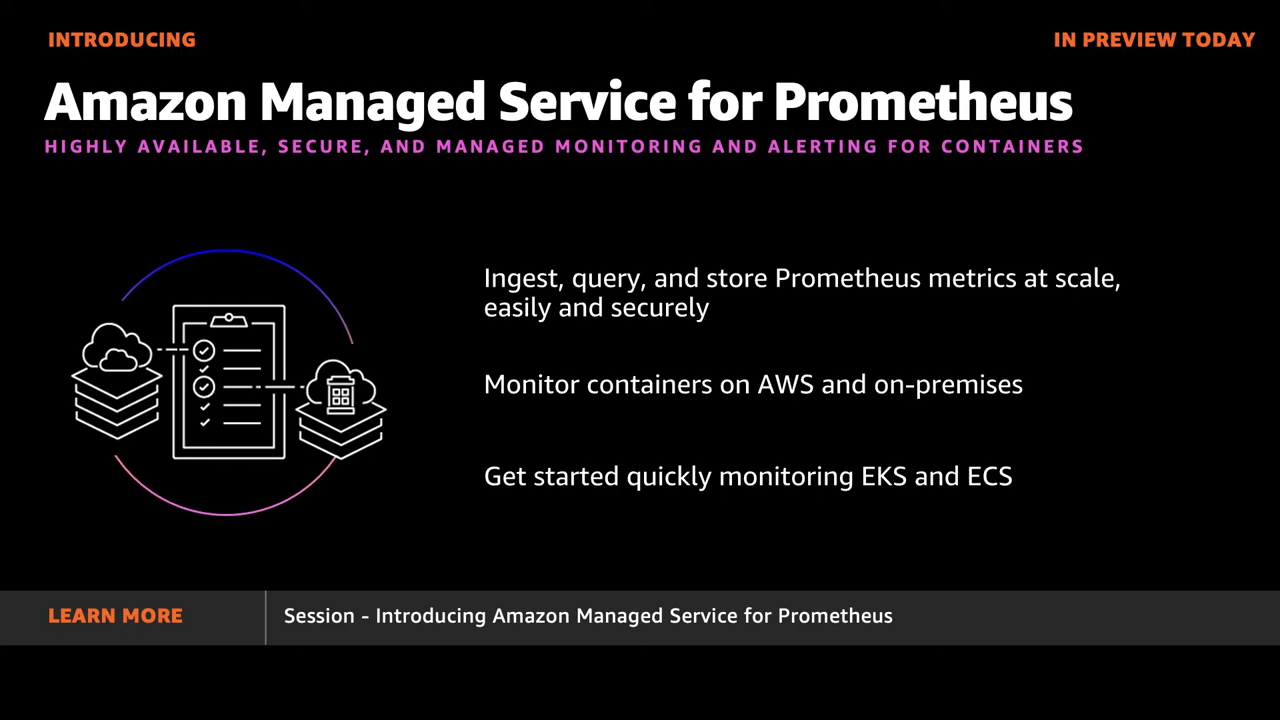 INTRODUCING
IN PREVIEW TODAY
Amazon Managed Service for Prometheus
HIGHLY AVAILABLE, SECURE, AND MANAGED MONITORING AND ALERTING FOR CONTAINERS
Ingest, query, and store Prometheus metrics at scale,
easily and securely
Monitor containers on AWS and on-premises
Get started quickly monitoring EKS and ECS
LEARN MORE
Session - Introducing Amazon Managed Service for Prometheus